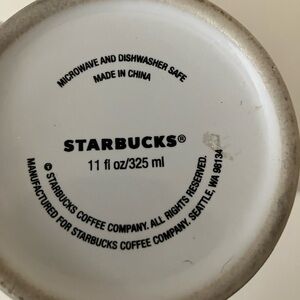 MICROWAVE AND DISHWASHER SAFE
MADE IN CHINA
STARBUCKS®
11 fl oz/325 ml
© STARBUCKS COFFEE COMPANY. ALL RIGHTS RESERVED.
MANUFACTURED FOR STARBUCKS COFFEE COMPANY, SEATTLE, WA 98134